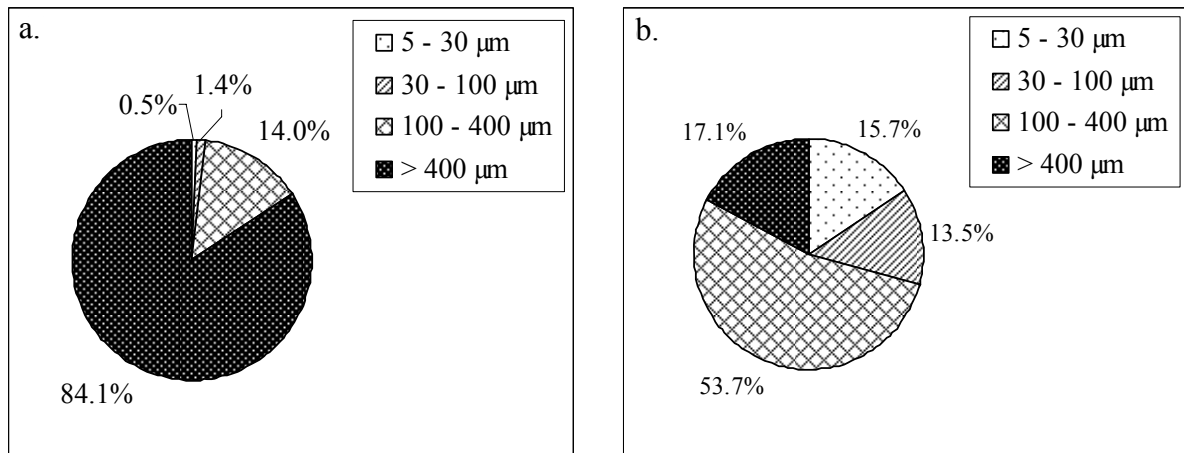 a.
5 - 30 µm
30 - 100 µm
100 - 400 µm
> 400 µm
0.5%
1.4%
14.0%
84.1%
b.
5 - 30 µm
30 - 100 µm
100 - 400 µm
> 400 µm
17.1%
15.7%
13.5%
53.7%